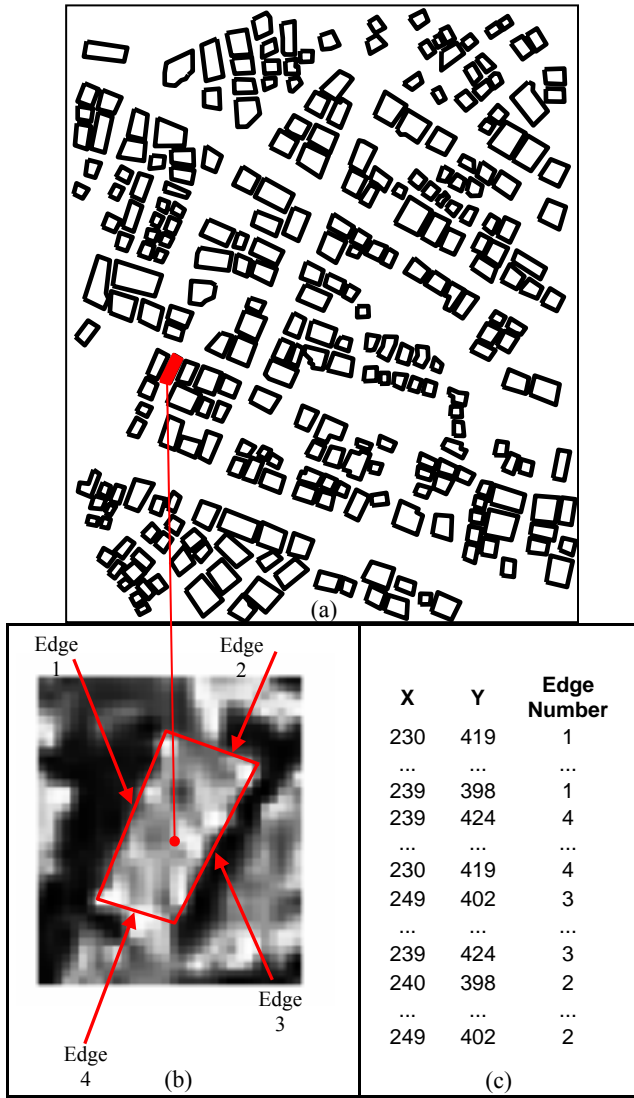 (a)
Edge
1
Edge
2
Edge
3
Edge
4
(b)
X Y Edge
Number
230 419 1
... ... ...
239 398 1
239 424 4
... ... ...
230 419 4
249 402 3
... ... ...
239 424 3
240 398 2
... ... ...
249 402 2
(c)